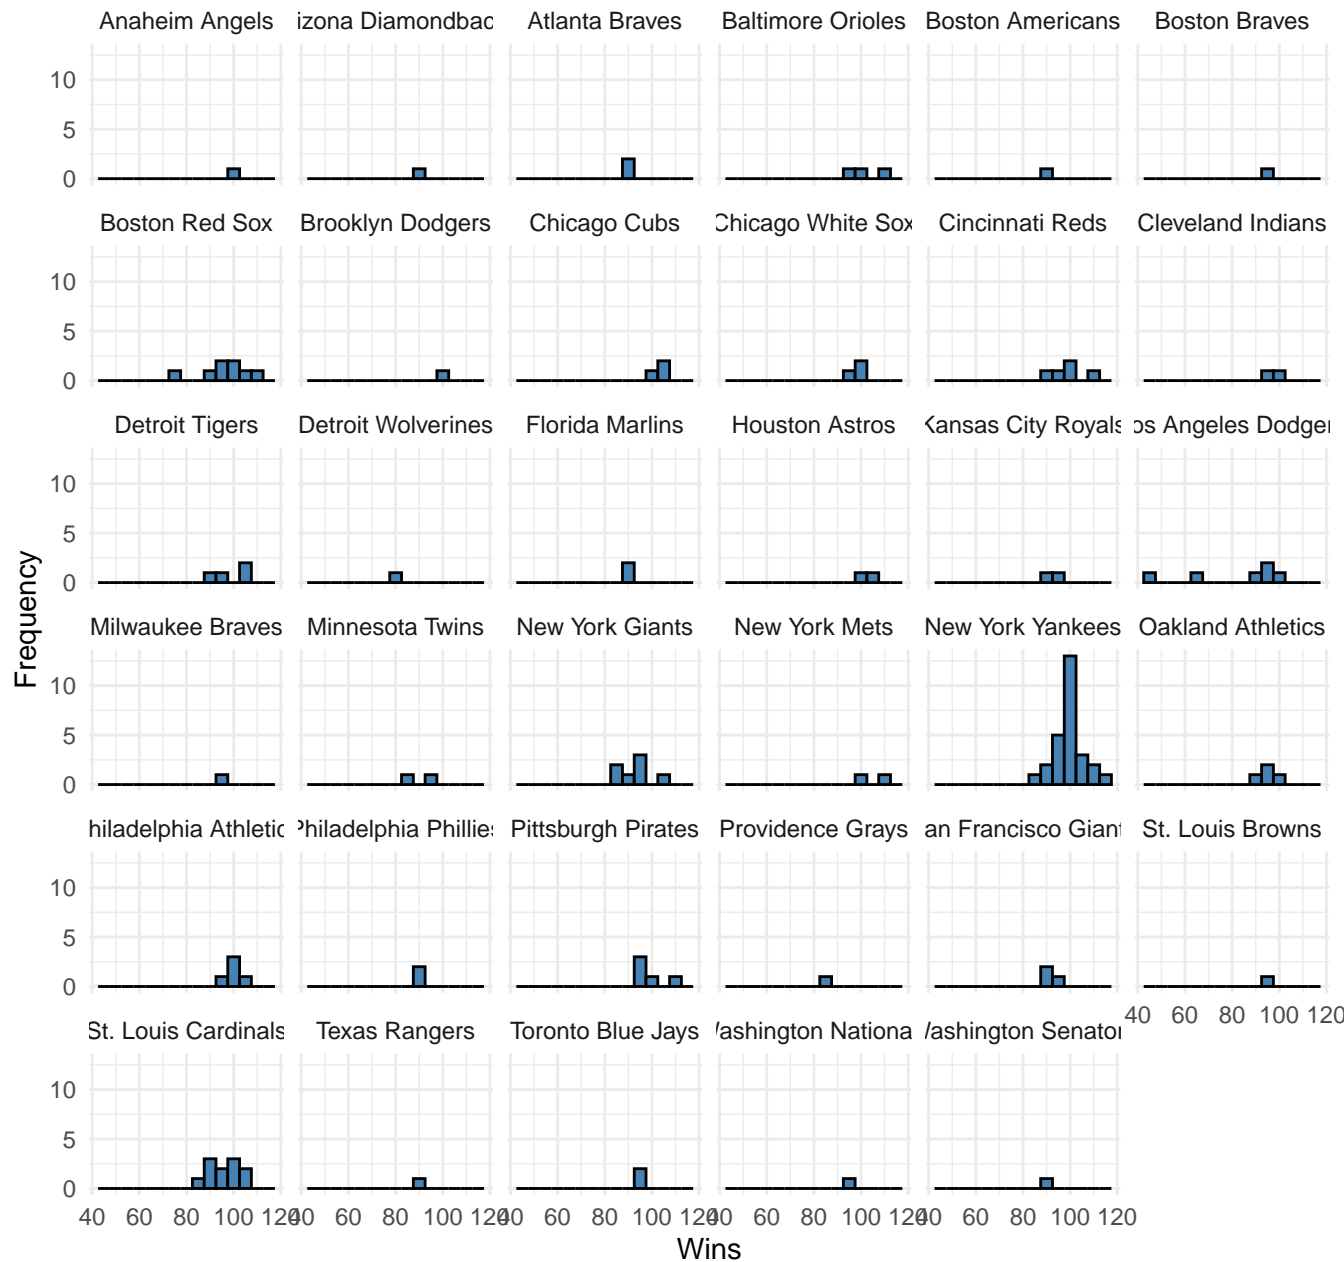 Anaheim Angels izona Diamondbac Atlanta Braves Baltimore Orioles Boston Americans Boston Braves
10
5
0
Boston Red Sox Brooklyn Dodgers Chicago Cubs Chicago White Sox Cincinnati Reds Cleveland Indians
10
5
0
Detroit Tigers Detroit Wolverines Florida Marlins Houston Astros Kansas City Royals os Angeles Dodger
10
5
0
Frequency
Milwaukee Braves Minnesota Twins New York Giants New York Mets New York Yankees Oakland Athletics
10
5
0
hiladelphia Athletic Philadelphia Phillies Pittsburgh Pirates Providence Grays an Francisco Giant St. Louis Browns
10
5
0
40 60 80 100 120
St. Louis Cardinals Texas Rangers Toronto Blue Jays Washington Nationa Washington Senator
10
5
0
40 60 80 100 120 40 60 80 100 120 40 60 80 100 120 40 60 80 100 120 40 60 80 100 120
Wins